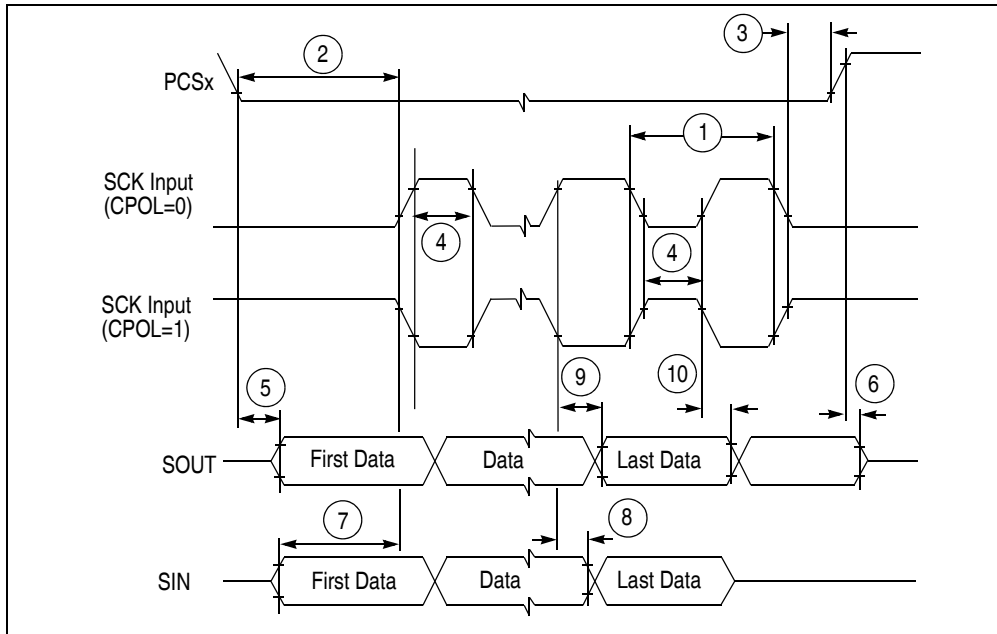 3
2
PCSx
1
SCK Input
(CPOL=0)
4
4
SCK Input
(CPOL=1)
5
9
10
6
SOUT
First Data
Data
Last Data
7
8
SIN
First Data
Data
Last Data